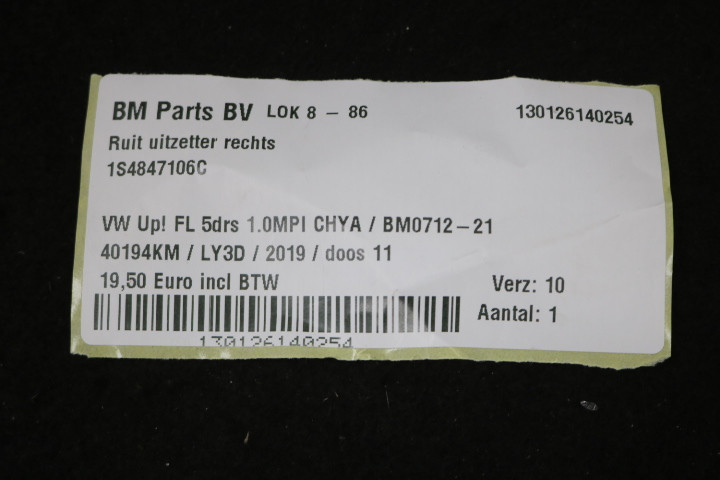 BM Parts BV LOK 8 - 86 130126140254
Ruit uitzetter rechts
1S4847106C
VW Up! FL 5drs 1.0MPI CHYA / BM0712-21
40194KM / LY3D / 2019 / doos 11
19,50 Euro incl BTW Verz: 10
Aantal: 1
130126140254